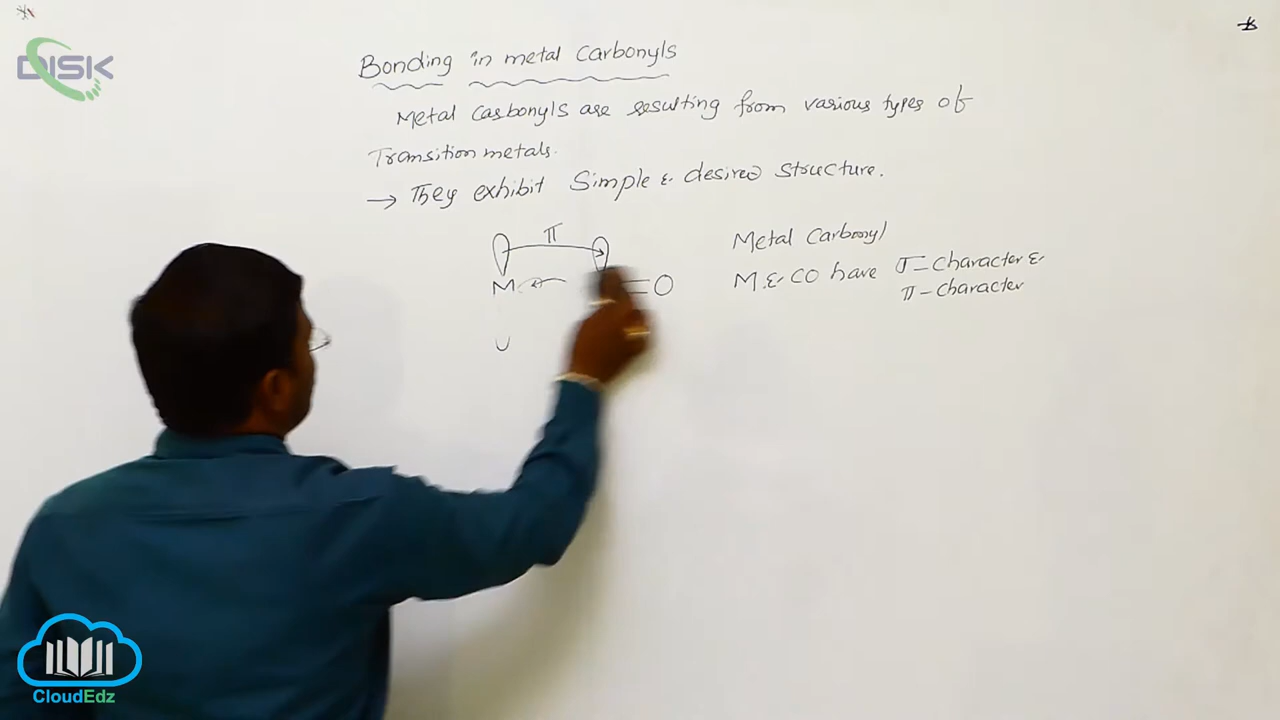 DISK
Bonding in metal Carbonyls
Metal Carbonyls are resulting from various types of
Transition metals.
→ They exhibit Simple & desired structure.
π
M O
Metal Carbonyl
M & CO have σ-character &
π-character
CloudEdz